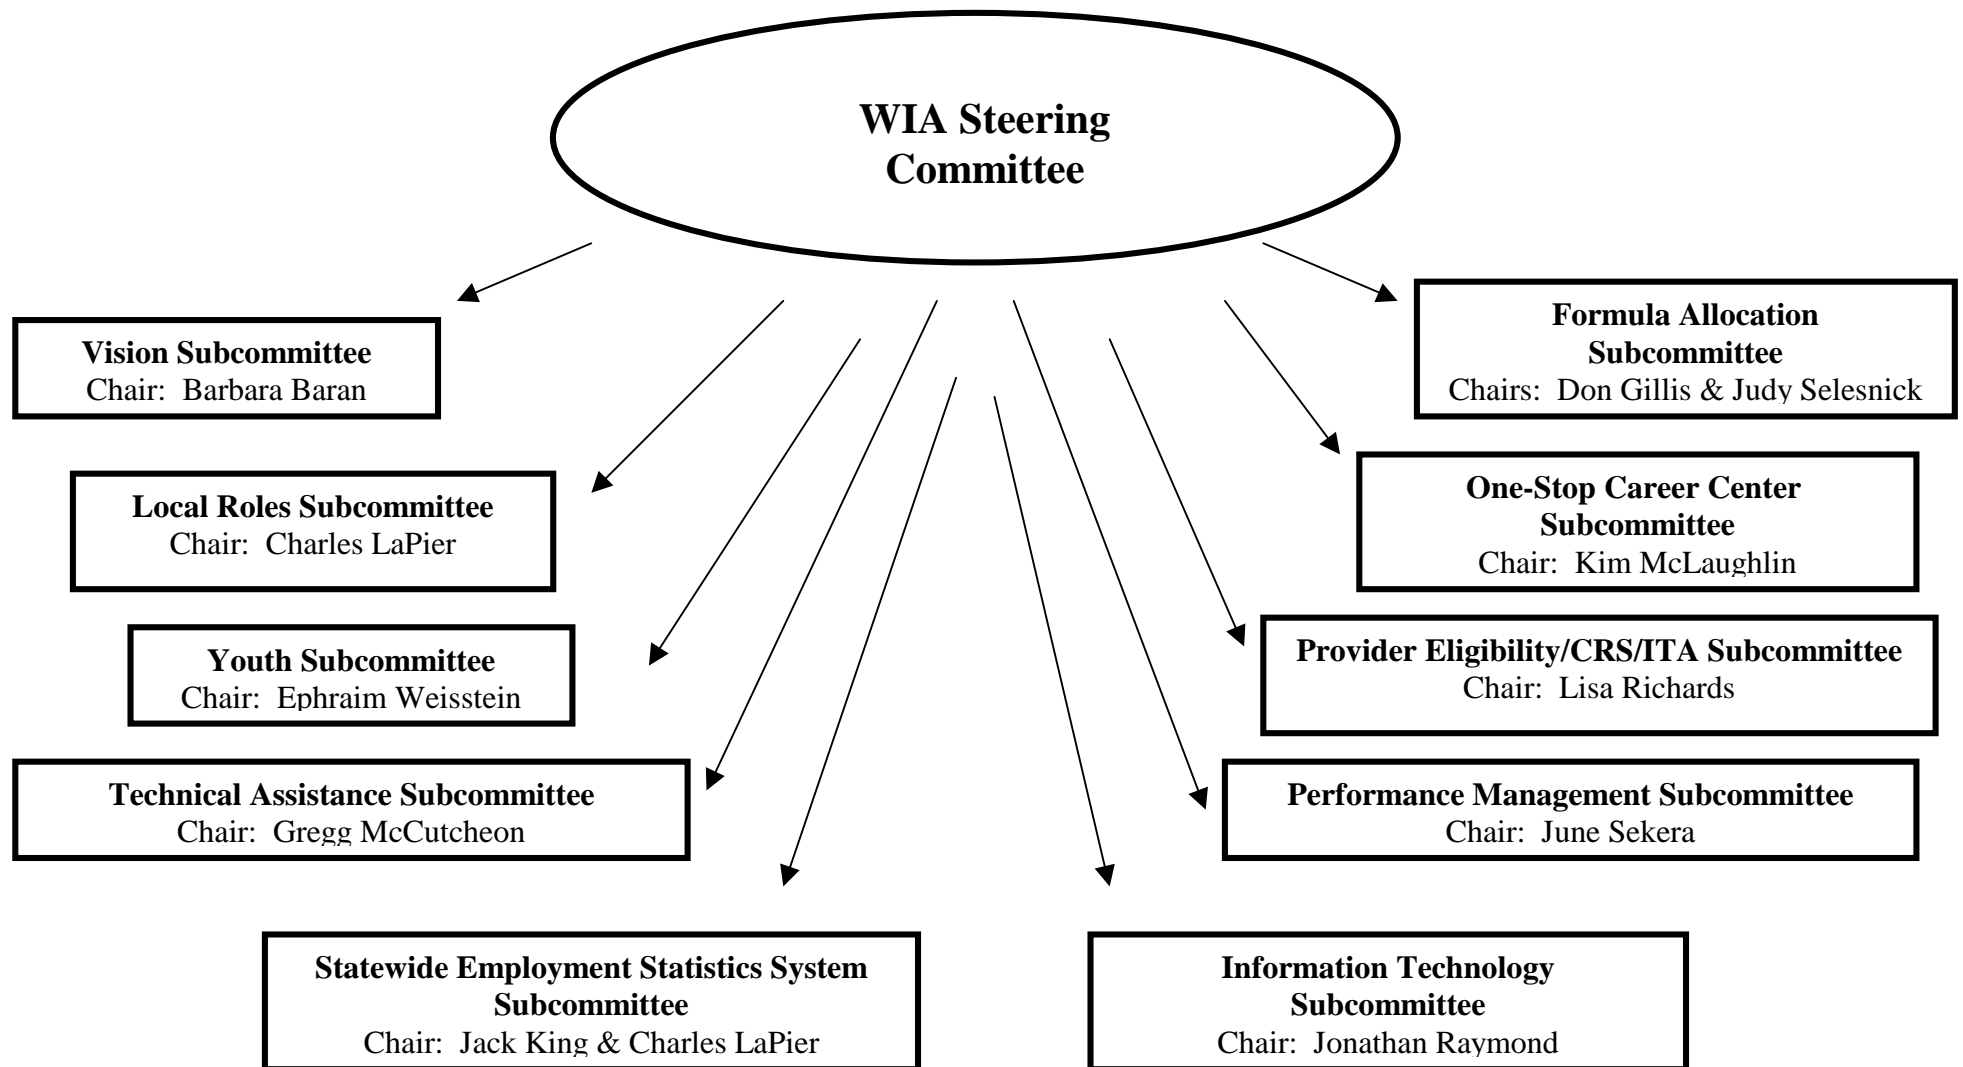 WIA Steering
Committee
Vision Subcommittee
Chair:  Barbara Baran
Local Roles Subcommittee
Chair:  Charles LaPier
Youth Subcommittee
Chair:  Ephraim Weisstein
Technical Assistance Subcommittee
Chair:  Gregg McCutcheon
Statewide Employment Statistics System
Subcommittee
Chair:  Jack King & Charles LaPier
Formula Allocation
Subcommittee
Chairs:  Don Gillis & Judy Selesnick
One-Stop Career Center
Subcommittee
Chair:  Kim McLaughlin
Provider Eligibility/CRS/ITA Subcommittee
Chair:  Lisa Richards
Performance Management Subcommittee
Chair:  June Sekera
Information Technology
Subcommittee
Chair:  Jonathan Raymond